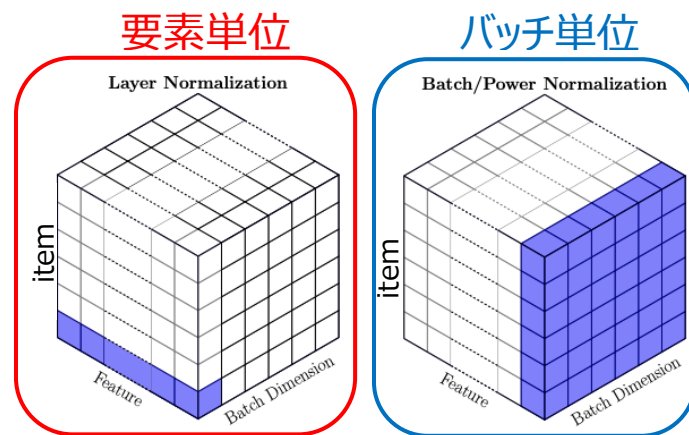 要素単位
Layer Normalization
item
Feature
Batch Dimension
バッチ単位
Batch/Power Normalization
item
Feature
Batch Dimension